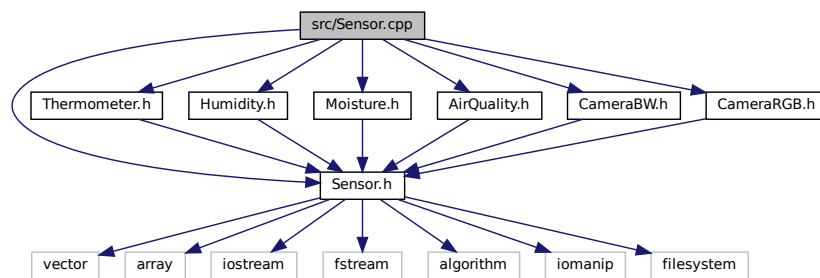 src/Sensor.cpp
Thermometer.h
Humidity.h
Moisture.h
AirQuality.h
CameraBW.h
CameraRGB.h
Sensor.h
vector
array
iostream
fstream
algorithm
iomanip
filesystem